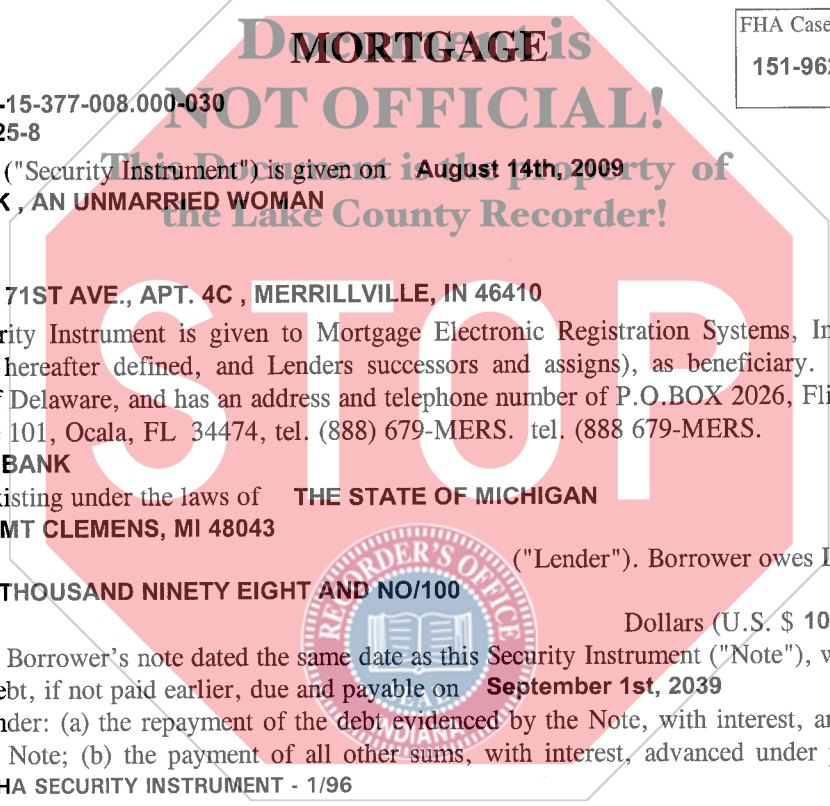 Document is
MORTGAGE
NOT OFFICIAL!
This Document is the property of
the Lake County Recorder!
STOP
FHA Case
151-962
-15-377-008.000-030
25-8
("Security Instrument") is given on August 14th, 2009
K , AN UNMARRIED WOMAN
71ST AVE., APT. 4C , MERRILLVILLE, IN 46410
rity Instrument is given to Mortgage Electronic Registration Systems, In
hereafter defined, and Lenders successors and assigns), as beneficiary.
f Delaware, and has an address and telephone number of P.O.BOX 2026, Fli
101, Ocala, FL 34474, tel. (888) 679-MERS. tel. (888 679-MERS.
BANK
isting under the laws of THE STATE OF MICHIGAN
MT CLEMENS, MI 48043
("Lender"). Borrower owes L
THOUSAND NINETY EIGHT AND NO/100
Dollars (U.S. $ 10
Borrower's note dated the same date as this Security Instrument ("Note"), w
ebt, if not paid earlier, due and payable on September 1st, 2039
nder: (a) the repayment of the debt evidenced by the Note, with interest, an
Note; (b) the payment of all other sums, with interest, advanced under p
HA SECURITY INSTRUMENT - 1/96
RECORDER'S OFFICE
SEAL
INDIANA